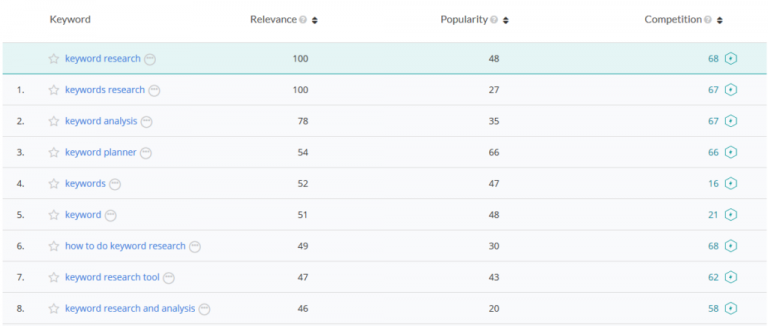 Keyword Relevance Popularity Competition
keyword research 100 48 68
1. keywords research 100 27 67
2. keyword analysis 78 35 67
3. keyword planner 54 66 66
4. keywords 52 47 16
5. keyword 51 48 21
6. how to do keyword research 49 30 68
7. keyword research tool 47 43 62
8. keyword research and analysis 46 20 58